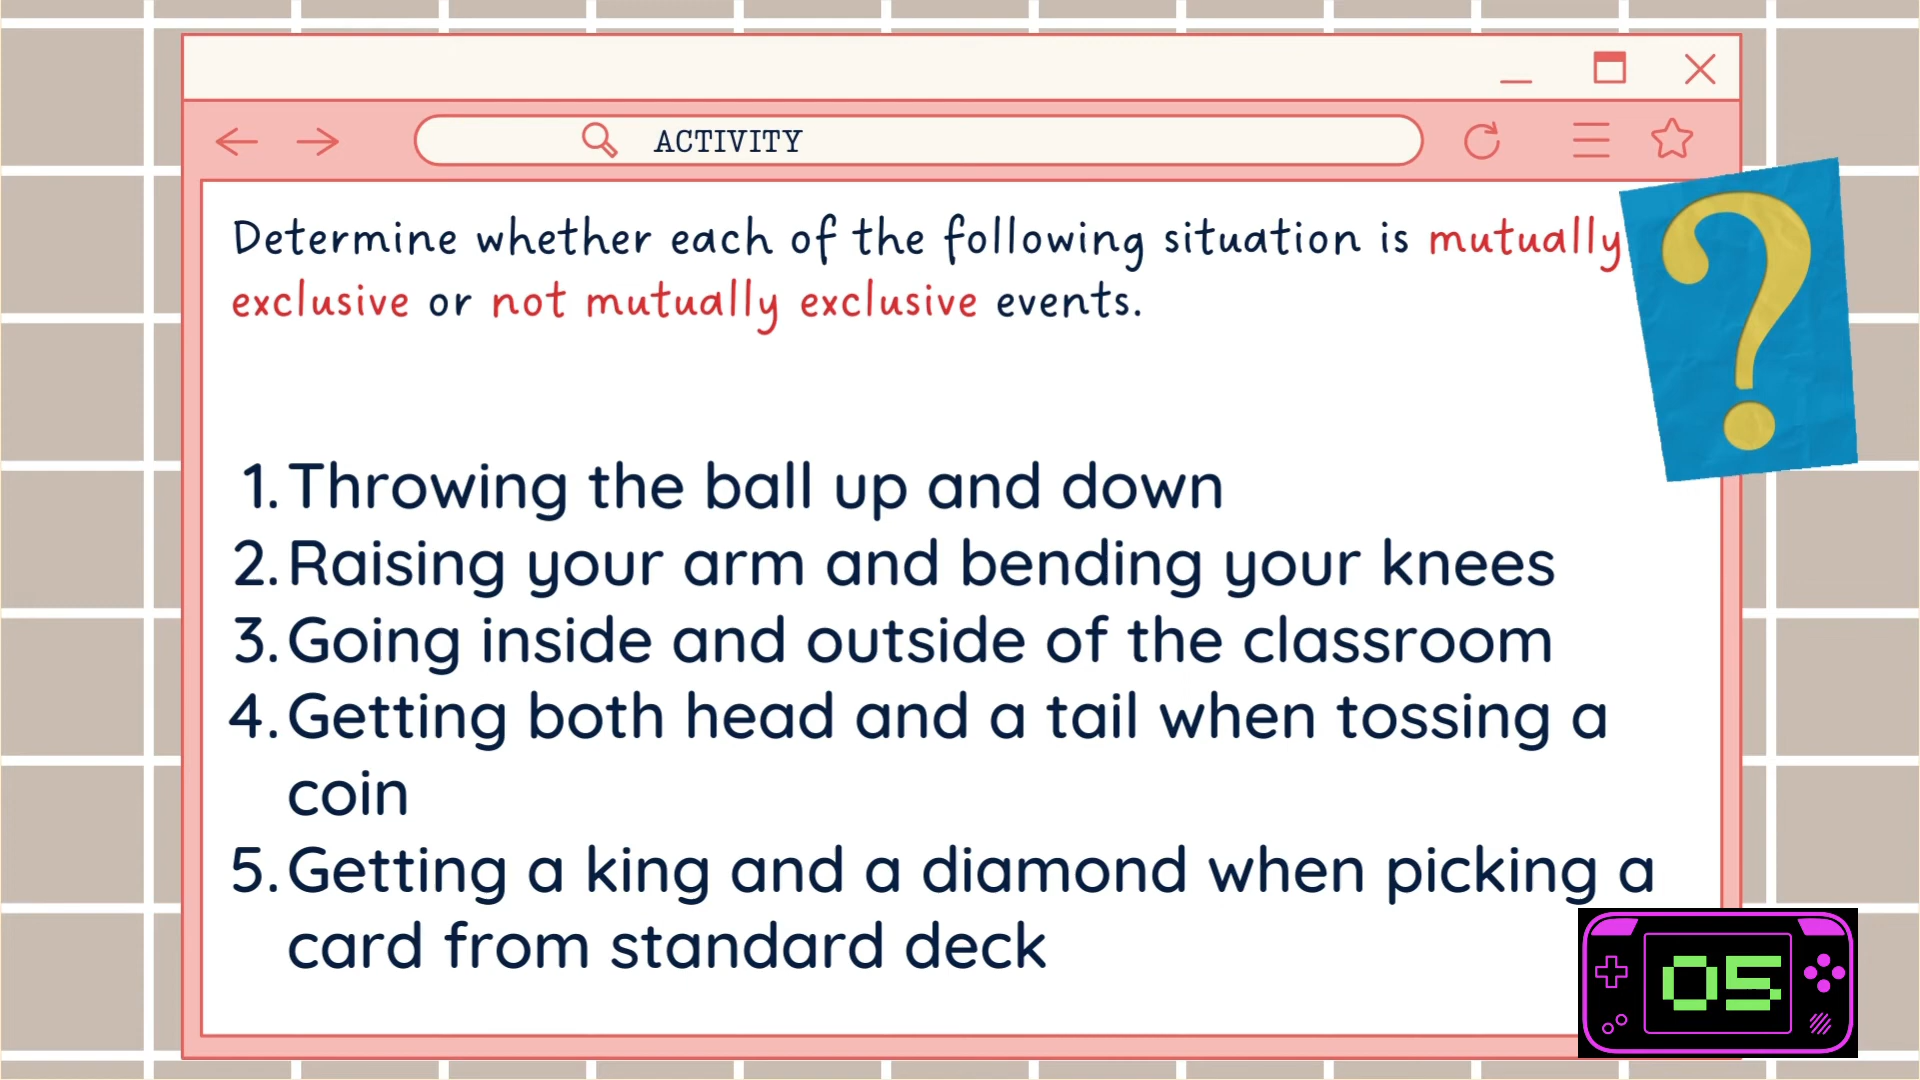 ACTIVITY
Determine whether each of the following situation is mutually
exclusive or not mutually exclusive events.
?
1. Throwing the ball up and down
2. Raising your arm and bending your knees
3. Going inside and outside of the classroom
4. Getting both head and a tail when tossing a
coin
5. Getting a king and a diamond when picking a
card from standard deck
05